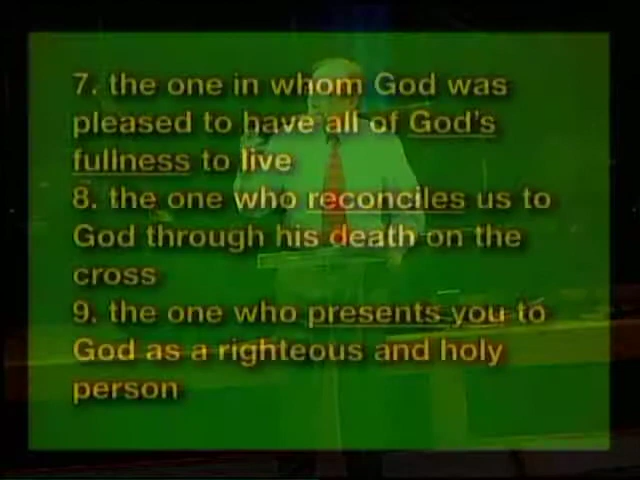 7. the one in whom God was
pleased to have all of God's
fullness to live
8. the one who reconciles us to
God through his death on the
cross
9. the one who presents you to
God as a righteous and holy
person